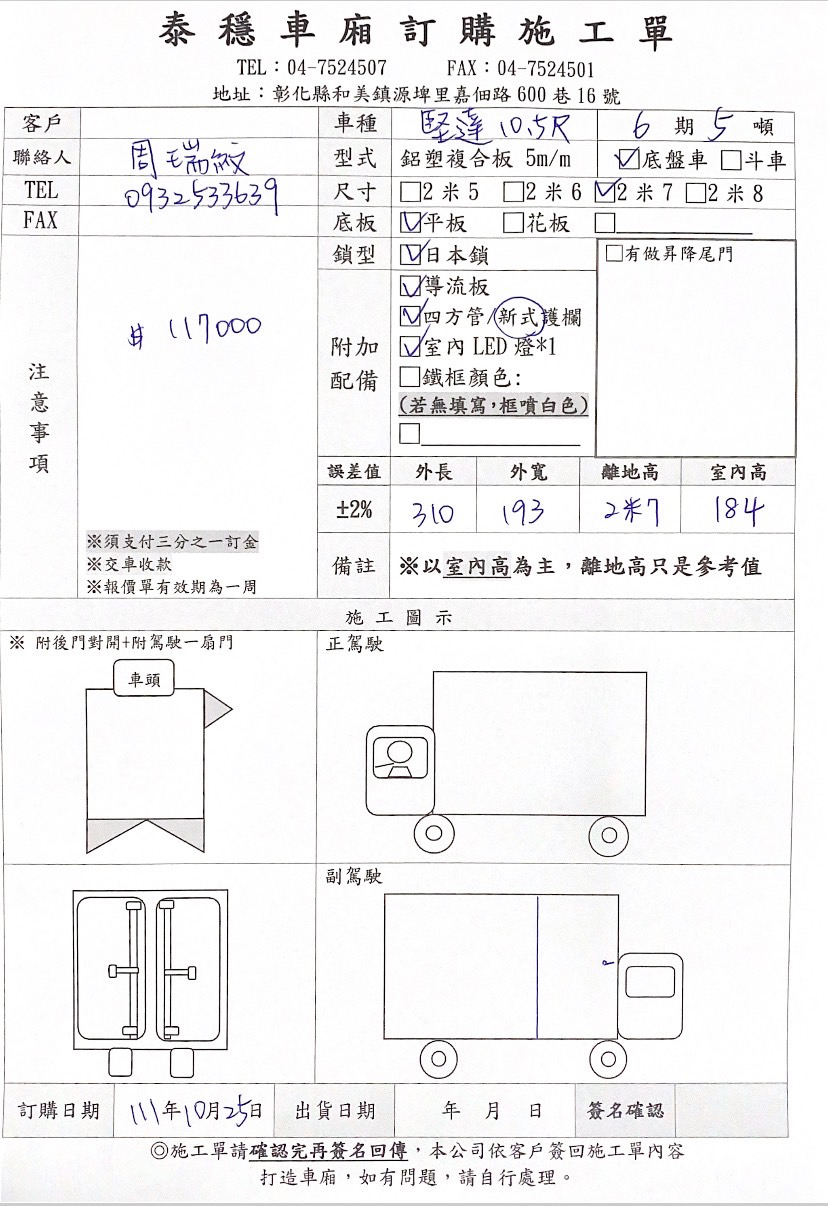 泰穩車廂訂購施工單
TEL：04-7524507 FAX：04-7524501
地址：彰化縣和美鎮源埤里嘉佃路600巷16號
客戶 車種 堅達10.5尺 6期5噸
聯絡人 周瑞紋 型式 鋁塑複合板 5m/m ☑底盤車 □斗車
TEL 0932533639 尺寸 □2米5 □2米6 ☑2米7 □2米8
FAX 底板 ☑平板 □花板 □
鎖型 ☑日本鎖 □有做昇降尾門
注意事項
# 117000
※須支付三分之一訂金
※交車收款
※報價單有效期為一周
附加配備
☑導流板
☑四方管/新式護欄
☑室內LED燈*1
□鐵框顏色:
(若無填寫,框噴白色)
□
誤差值 外長 外寬 離地高 室內高
±2% 310 193 2米7 184
備註 ※以室內高為主，離地高只是參考值
施工圖示
※ 附後門對開+附駕駛一扇門
車頭
正駕駛
副駕駛
訂購日期 111年10月25日 出貨日期 年 月 日 簽名確認
◎施工單請確認完再簽名回傳，本公司依客戶簽回施工單內容
打造車廂，如有問題，請自行處理。